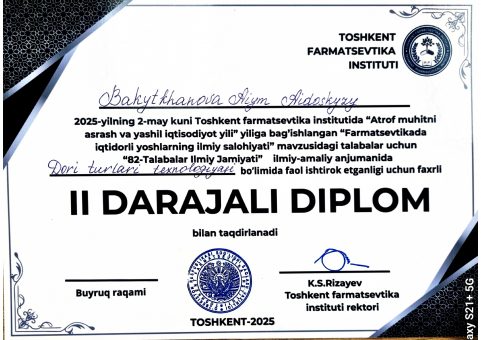 TOSHKENT
FARMATSEVTIKA
INSTITUTI
Bakytkhanova Aiym Aidoskyzy
2025-yilning 2-may kuni Toshkent farmatsevtika institutida “Atrof muhitni
asrash va yashil iqtisodiyot yili” yiliga bag’ishlangan “Farmatsevtikada
iqtidorli yoshlarning ilmiy salohiyati” mavzusidagi talabalar uchun
“82-Talabalar Ilmiy Jamiyati” ilmiy-amaliy anjumanida
Dori turlari texnologiyasi bo’limida faol ishtirok etganligi uchun faxrli
II DARAJALI DIPLOM
bilan taqdirlanadi
Buyruq raqami
K.S.Rizayev
Toshkent farmatsevtika
instituti rektori
TOSHKENT-2025
axy S21+ 5G